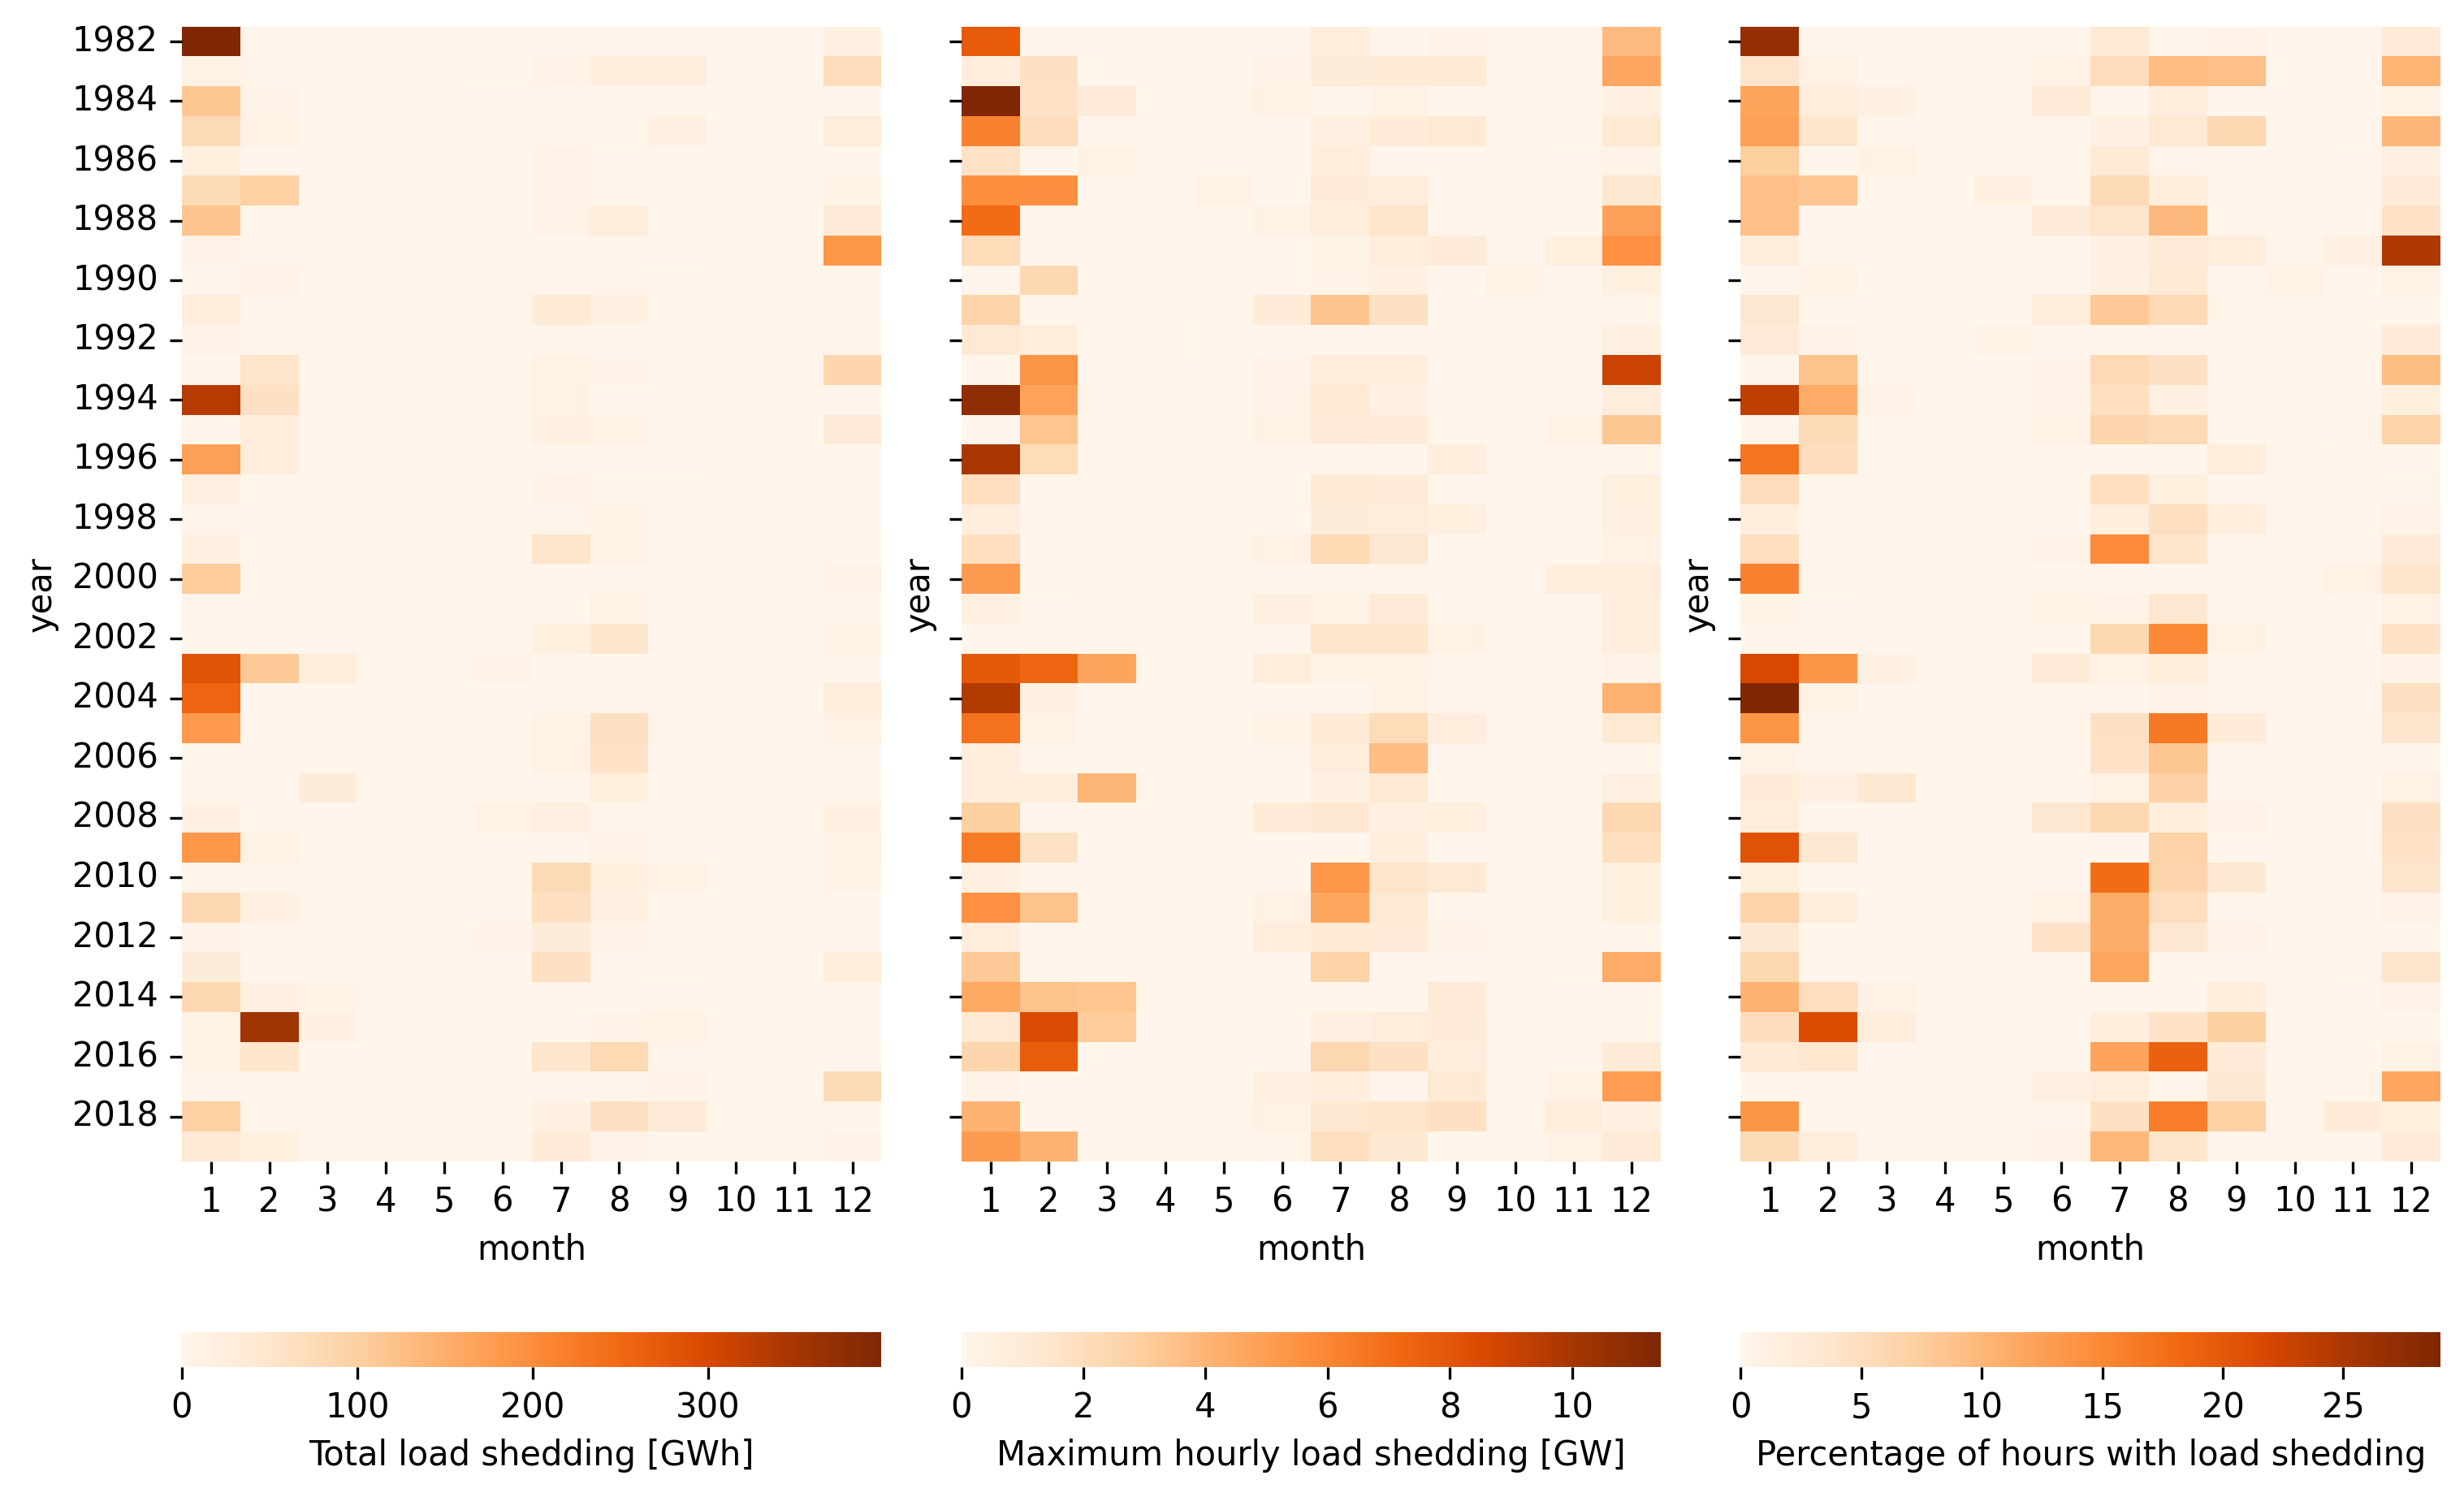 1982
1984
1986
1988
1990
1992
1994
1996
1998
2000
2002
2004
2006
2008
2010
2012
2014
2016
2018
year
year
year
1 2 3 4 5 6 7 8 9 10 11 12
1 2 3 4 5 6 7 8 9 10 11 12
1 2 3 4 5 6 7 8 9 10 11 12
month
month
month
0 100 200 300
Total load shedding [GWh]
0 2 4 6 8 10
Maximum hourly load shedding [GW]
0 5 10 15 20 25
Percentage of hours with load shedding